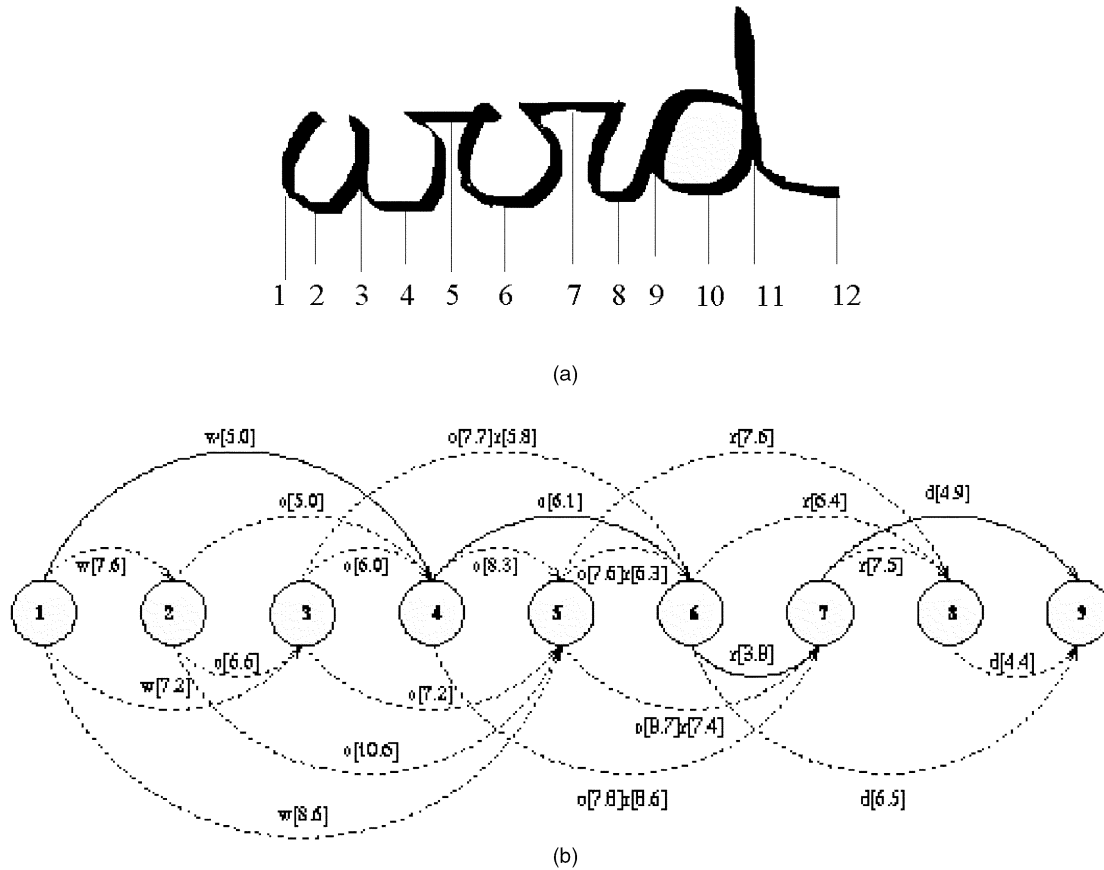 word
1 2 3 4 5 6 7 8 9 10 11 12
(a)
w[5.0] o[7.7]r[5.8] r[7.6]
o[5.0] o[6.1] r[6.4] d[4.9]
w[7.6] o[6.0] o[8.3] o[7.6]r[6.3] r[7.5]
1 2 3 4 5 6 7 8 9
o[6.6] r[3.8] d[4.4]
w[7.2] o[7.2]
o[10.6] o[8.7]r[7.4]
w[8.6] o[7.8]r[8.6] d[6.5]
(b)